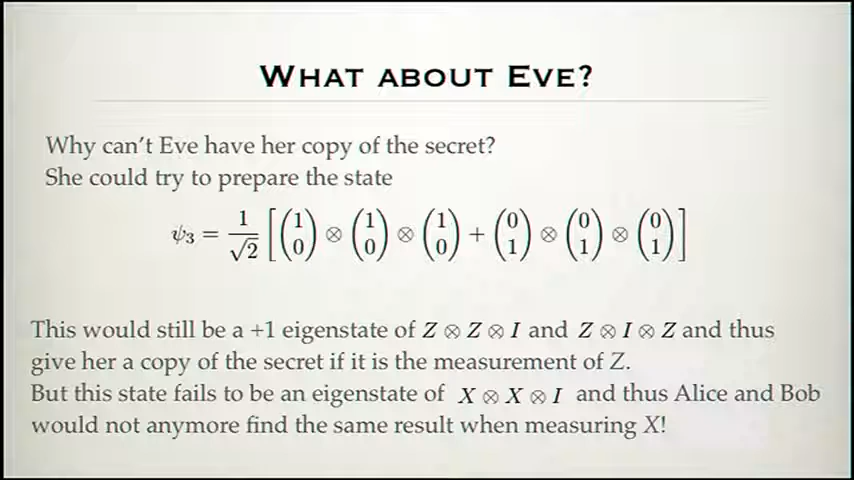 WHAT ABOUT EVE?
Why can't Eve have her copy of the secret?
She could try to prepare the state
ψ₃ = 1/√2 [(1 0) ⊗ (1 0) ⊗ (1 0) + (0 1) ⊗ (0 1) ⊗ (0 1)]
This would still be a +1 eigenstate of Z ⊗ Z ⊗ I and Z ⊗ I ⊗ Z and thus
give her a copy of the secret if it is the measurement of Z.
But this state fails to be an eigenstate of X ⊗ X ⊗ I and thus Alice and Bob
would not anymore find the same result when measuring X!